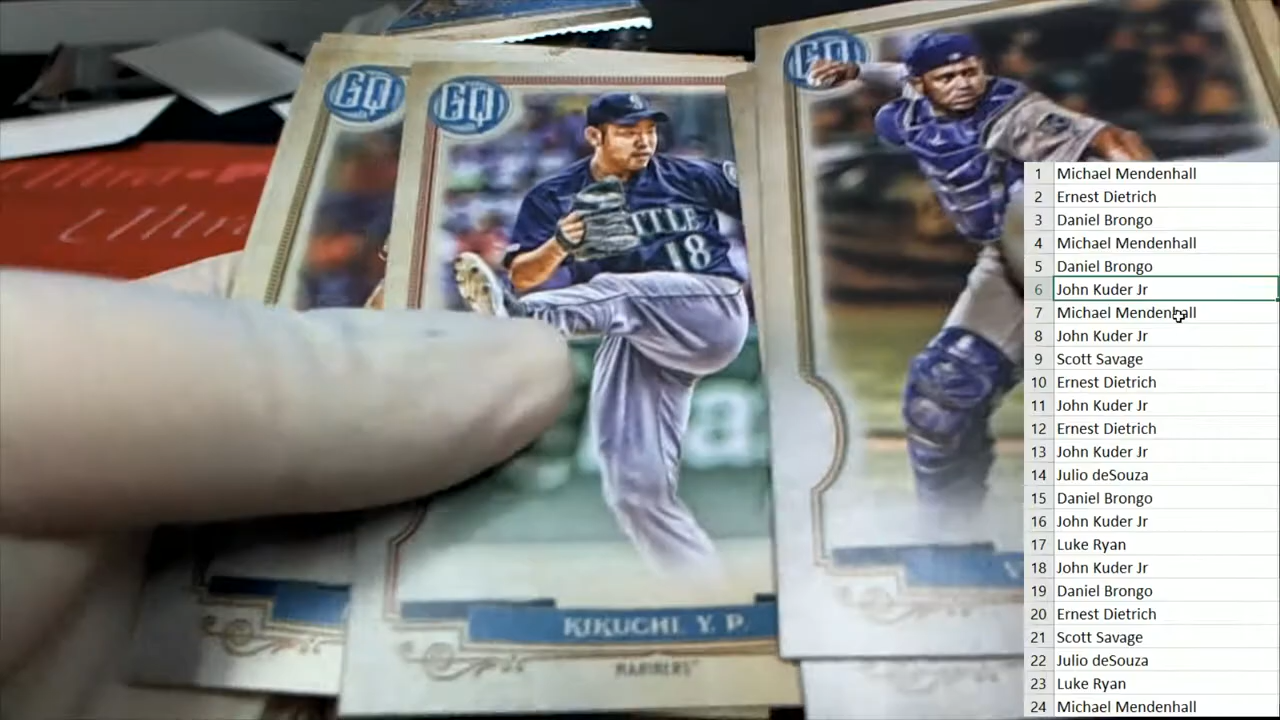 GQ
GQ
GQ
TTLE
18
KIKUCHI, Y. P.
MARINERS
1 Michael Mendenhall
2 Ernest Dietrich
3 Daniel Brongo
4 Michael Mendenhall
5 Daniel Brongo
6 John Kuder Jr
7 Michael Mendenhall
8 John Kuder Jr
9 Scott Savage
10 Ernest Dietrich
11 John Kuder Jr
12 Ernest Dietrich
13 John Kuder Jr
14 Julio deSouza
15 Daniel Brongo
16 John Kuder Jr
17 Luke Ryan
18 John Kuder Jr
19 Daniel Brongo
20 Ernest Dietrich
21 Scott Savage
22 Julio deSouza
23 Luke Ryan
24 Michael Mendenhall